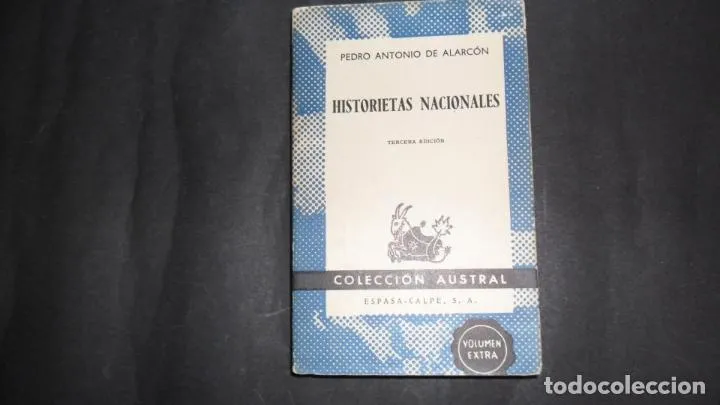 PEDRO ANTONIO DE ALARCÓN
HISTORIETAS NACIONALES
TERCERA EDICIÓN
COLECCIÓN AUSTRAL
ESPASA-CALPE, S. A.
VOLUMEN
EXTRA
todocoleccion